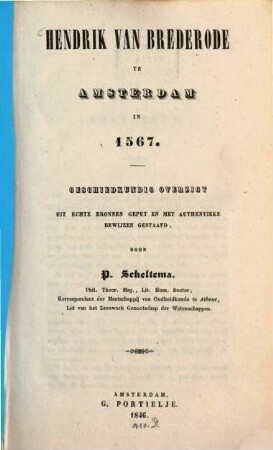 HENDRIK VAN BREDERODE
TE
AMSTERDAM
IN
1567.
GESCHIEDKUNDIG OVERZIGT
UIT ECHTE BRONNEN GEPUT EN MET AUTHENTIEKE
BEWIJZEN GESTAAFD,
DOOR
P. Scheltema.
Phil. Theor. Mag., Lit. Hum. Doctor,
Korrespondent der Maatschappij van Oudheidkunde te Athene,
Lid van het Zeeuwsch Genootschap der Wetenschappen.
AMSTERDAM,
G. PORTIELJE.
1846.